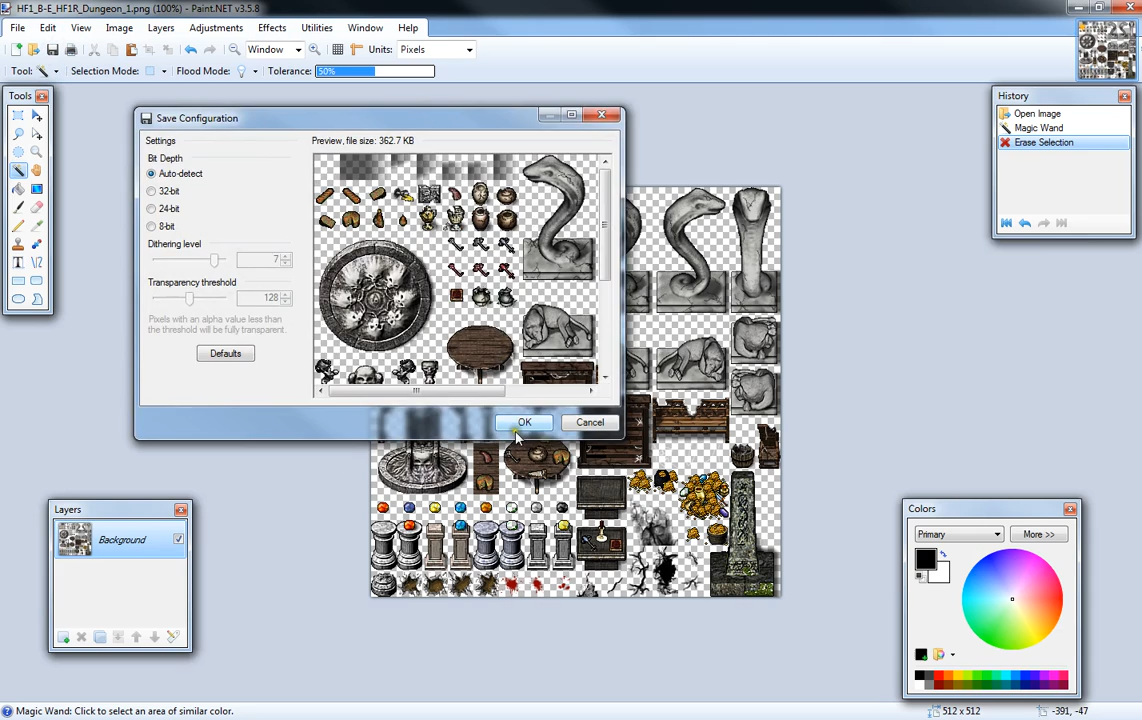 HF1_B-E_HF1R_Dungeon_1.png (100%) - Paint.NET v3.5.8
File Edit View Image Layers Adjustments Effects Utilities Window Help
Window Units: Pixels
Tool: Selection Mode: Flood Mode: Tolerance: 50%
Tools
Save Configuration
Settings
Preview, file size: 362.7 KB
Bit Depth
Auto-detect
32-bit
24-bit
8-bit
Dithering level
7
Transparency threshold
128
Pixels with an alpha value less than
the threshold will be fully transparent.
Defaults
OK Cancel
History
Open Image
Magic Wand
Erase Selection
Layers
Background
Colors
Primary More >>
Magic Wand: Click to select an area of similar color.
512 x 512
-391, -47